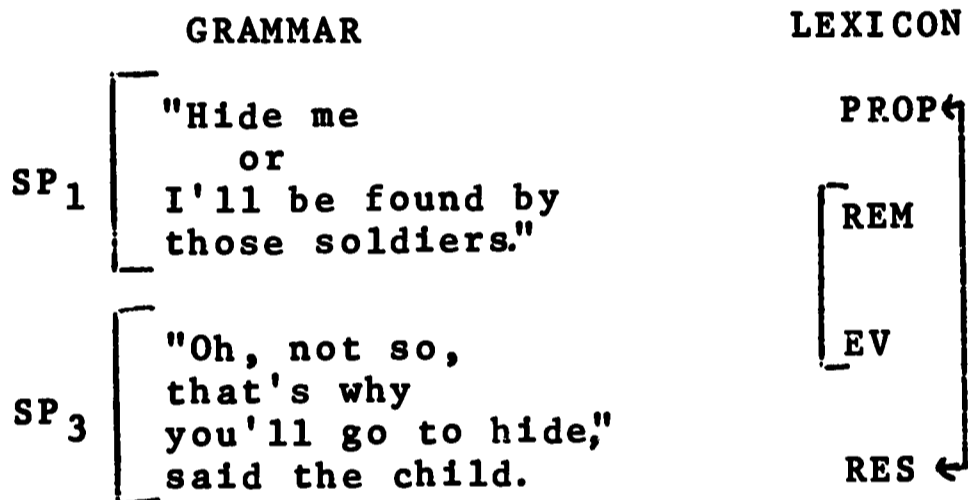 GRAMMAR LEXICON
"Hide me PROP
or
SP1 I'll be found by REM
those soldiers."
"Oh, not so, EV
that's why
SP3 you'll go to hide,"
said the child. RES